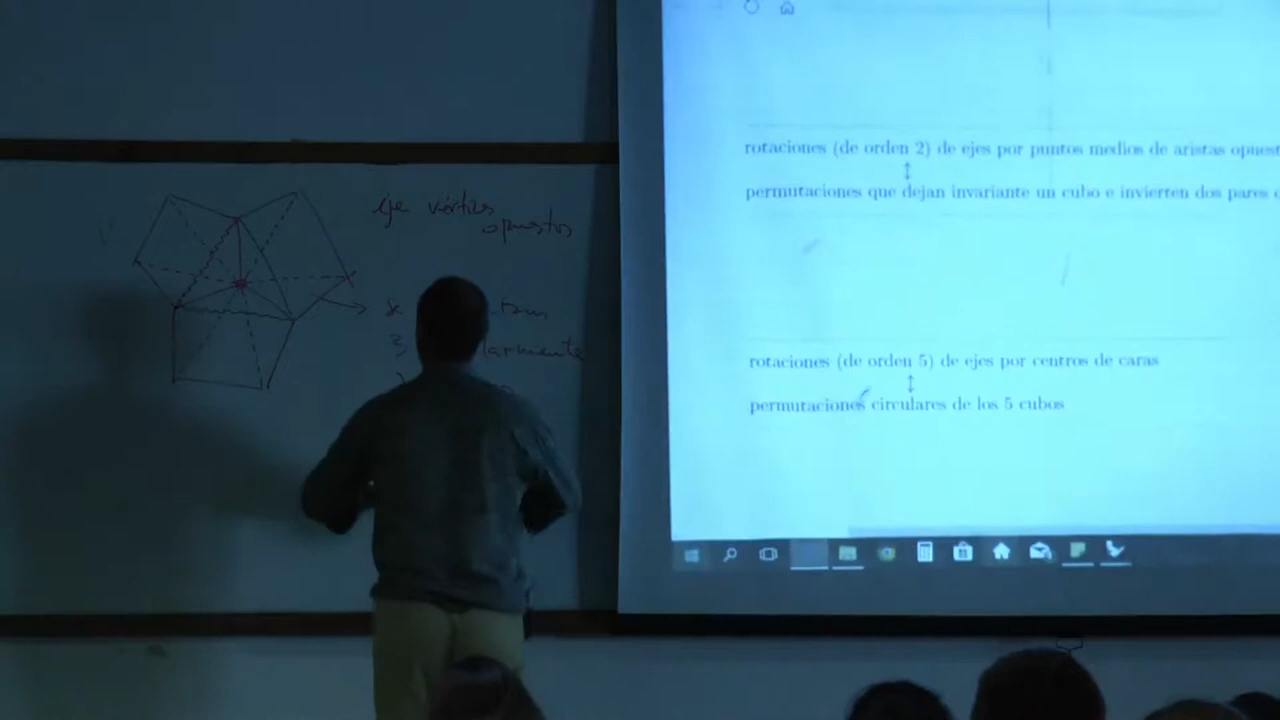 eje vértices
opuestos
rotaciones (de orden 2) de ejes por puntos medios de aristas
permutaciones que dejan invariante un cubo e invierten dos pares
rotaciones (de orden 5) de ejes por centros de caras
permutaciones circulares de los 5 cubos